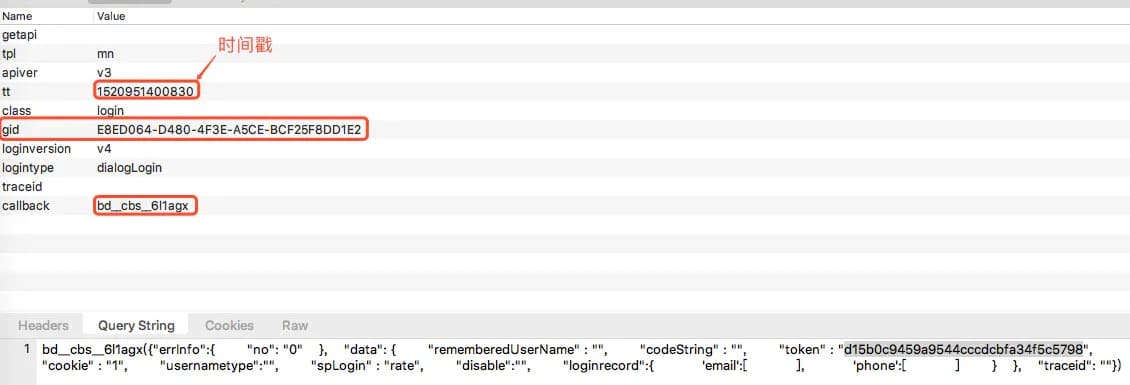 Name Value
getapi
时间戳
tpl mn
apiver v3
tt 1520951400830
class login
gid E8ED064-D480-4F3E-A5CE-BCF25F8DD1E2
loginversion v4
logintype dialogLogin
traceid
callback bd__cbs__6l1agx
Headers Query String Cookies Raw
1 bd__cbs__6l1agx({"errInfo":{ "no": "0" }, "data": { "rememberedUserName" : "", "codeString" : "", "token" : "d15b0c9459a9544cccdcbfa34f5c5798",
"cookie" : "1", "usernametype":"", "spLogin" : "rate", "disable":"", "loginrecord":{ 'email':[ ], 'phone':[ ] } }, "traceid": ""})